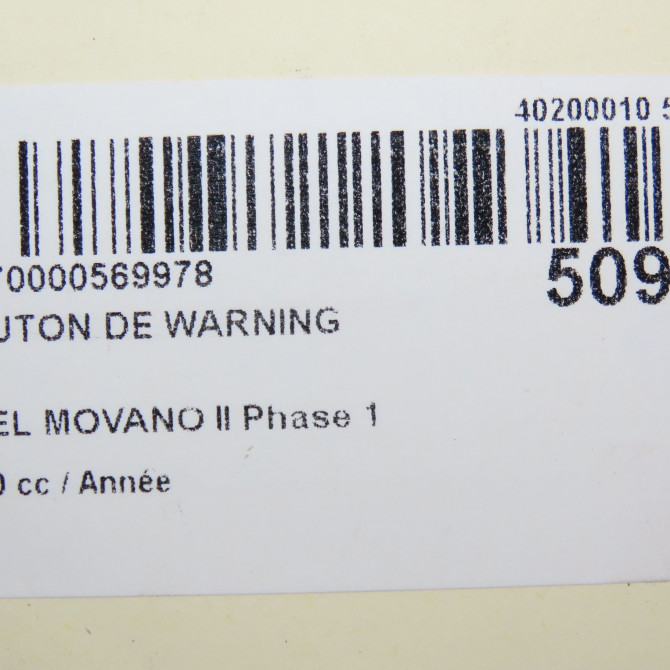 40200010 5
70000569978
509
UTON DE WARNING
EL MOVANO II Phase 1
0 cc / Année